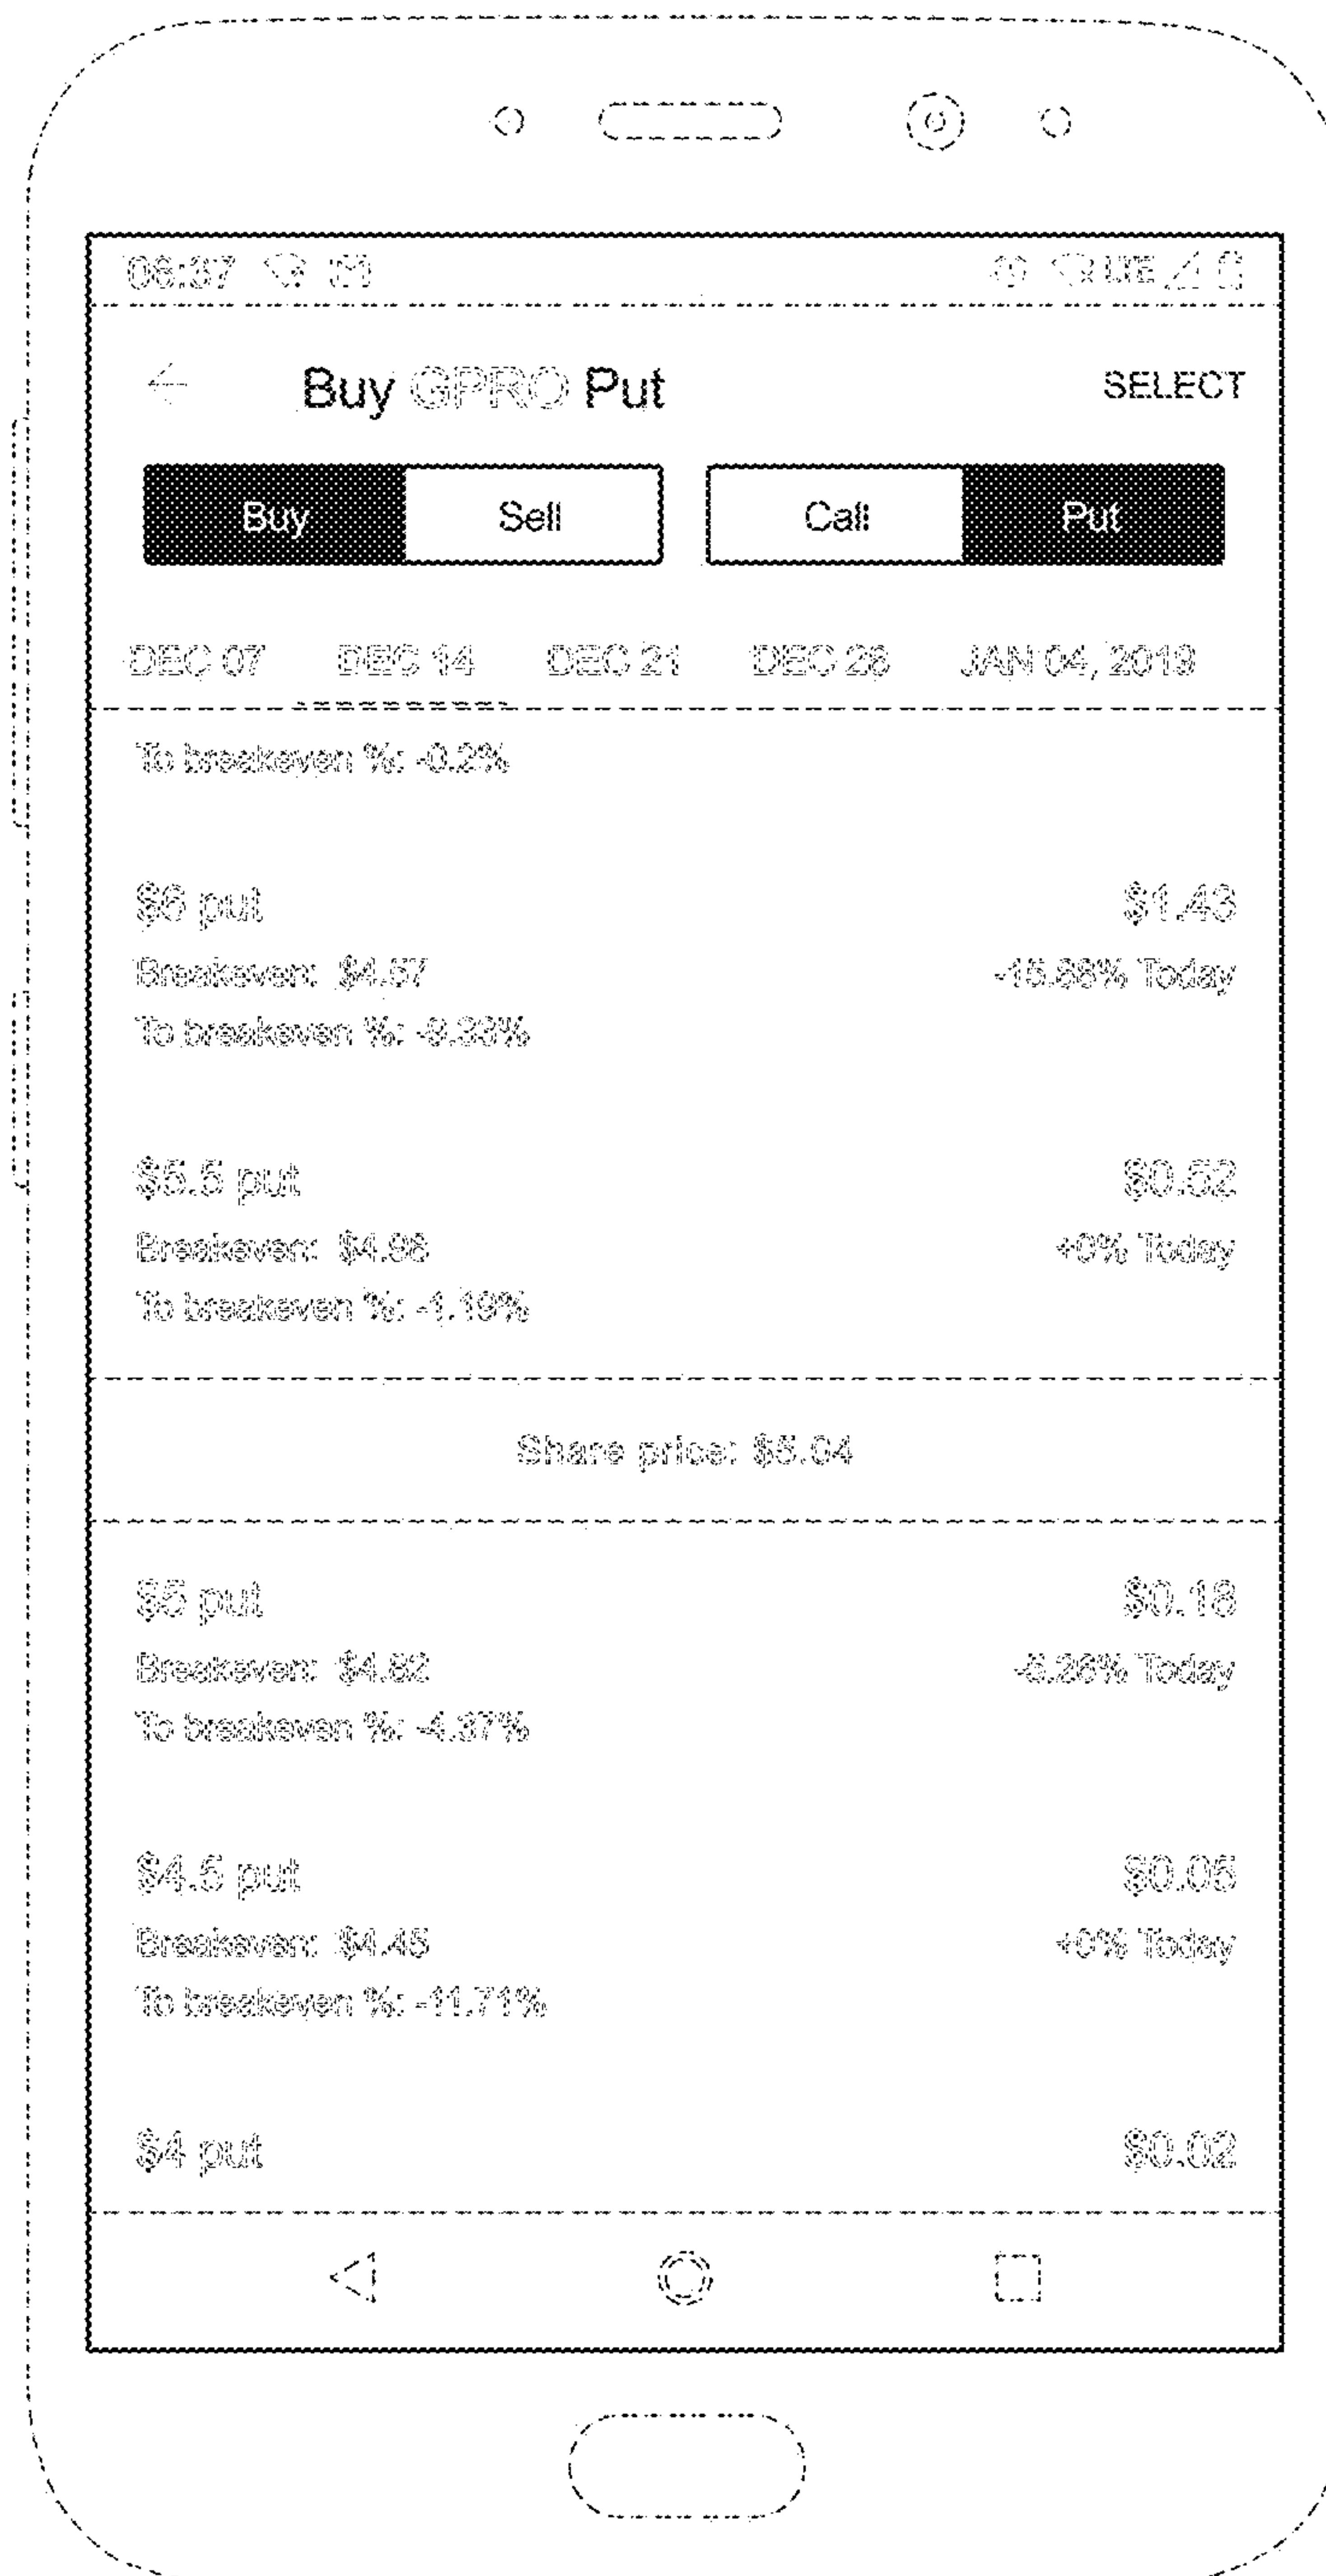 08:37 LTE
Buy GPRO Put SELECT
Buy Sell Call Put
DEC 07 DEC 14 DEC 21 DEC 28 JAN 04, 2019
To breakeven %: -0.2%
$6 put $1.43
Breakeven: $4.57 -15.88% Today
To breakeven %: -9.33%
$5.5 put $0.52
Breakeven: $4.98 +0% Today
To breakeven %: -1.19%
Share price: $5.04
$5 put $0.18
Breakeven: $4.82 -5.26% Today
To breakeven %: -4.37%
$4.5 put $0.05
Breakeven: $4.45 +0% Today
To breakeven %: -11.71%
$4 put $0.02